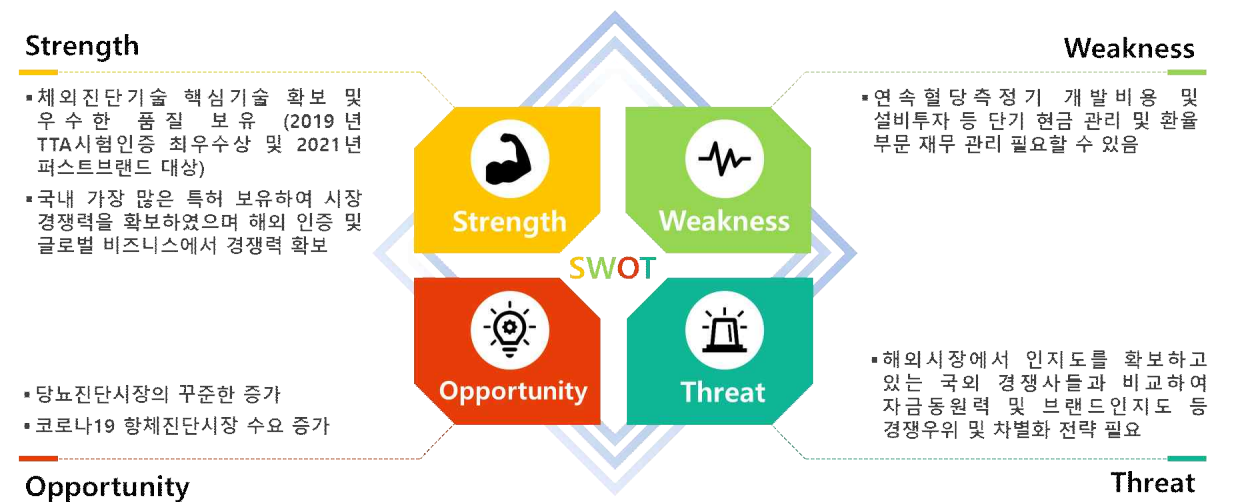 Strength
▪체외진단기술 핵심기술 확보 및
우수한 품질 보유 (2019년
TTA시험인증 최우수상 및 2021년
퍼스트브랜드 대상)
▪국내 가장 많은 특허 보유하여 시장
경쟁력을 확보하였으며 해외 인증 및
글로벌 비즈니스에서 경쟁력 확보
Weakness
▪연속혈당측정기 개발비용 및
설비투자 등 단기 현금 관리 및 환율
부문 재무 관리 필요할 수 있음
Strength
Weakness
SWOT
Opportunity
Threat
▪당뇨진단시장의 꾸준한 증가
▪코로나19 항체진단시장 수요 증가
Opportunity
▪해외시장에서 인지도를 확보하고
있는 국외 경쟁사들과 비교하여
자금동원력 및 브랜드인지도 등
경쟁우위 및 차별화 전략 필요
Threat